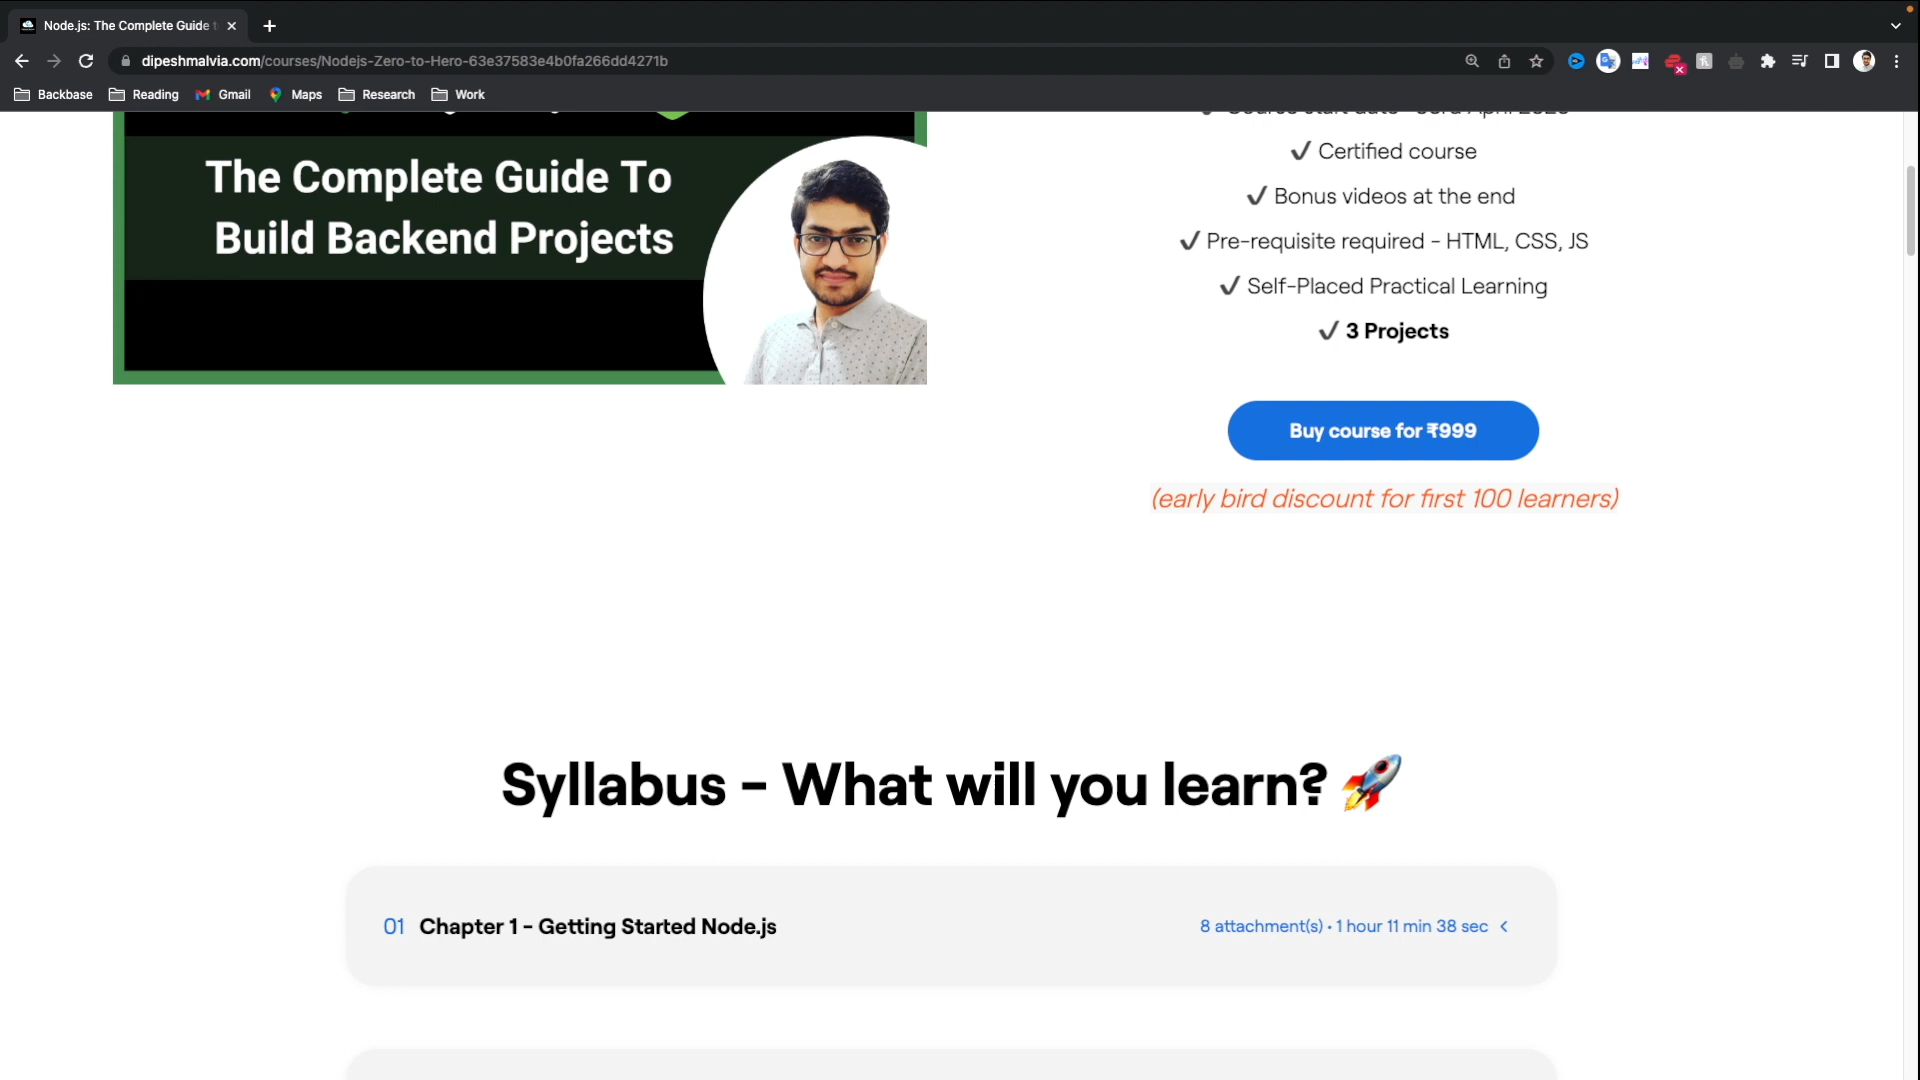 Node.js: The Complete Guide
dipeshmalvia.com/courses/Nodejs-Zero-to-Hero-63e37583e4b0fa266dd4271b
Backbase
Reading
Gmail
Maps
Research
Work
The Complete Guide To
Build Backend Projects
Certified course
Bonus videos at the end
Pre-requisite required - HTML, CSS, JS
Self-Placed Practical Learning
3 Projects
Buy course for ₹999
(early bird discount for first 100 learners)
Syllabus - What will you learn?
01 Chapter 1 - Getting Started Node.js
8 attachment(s) • 1 hour 11 min 38 sec